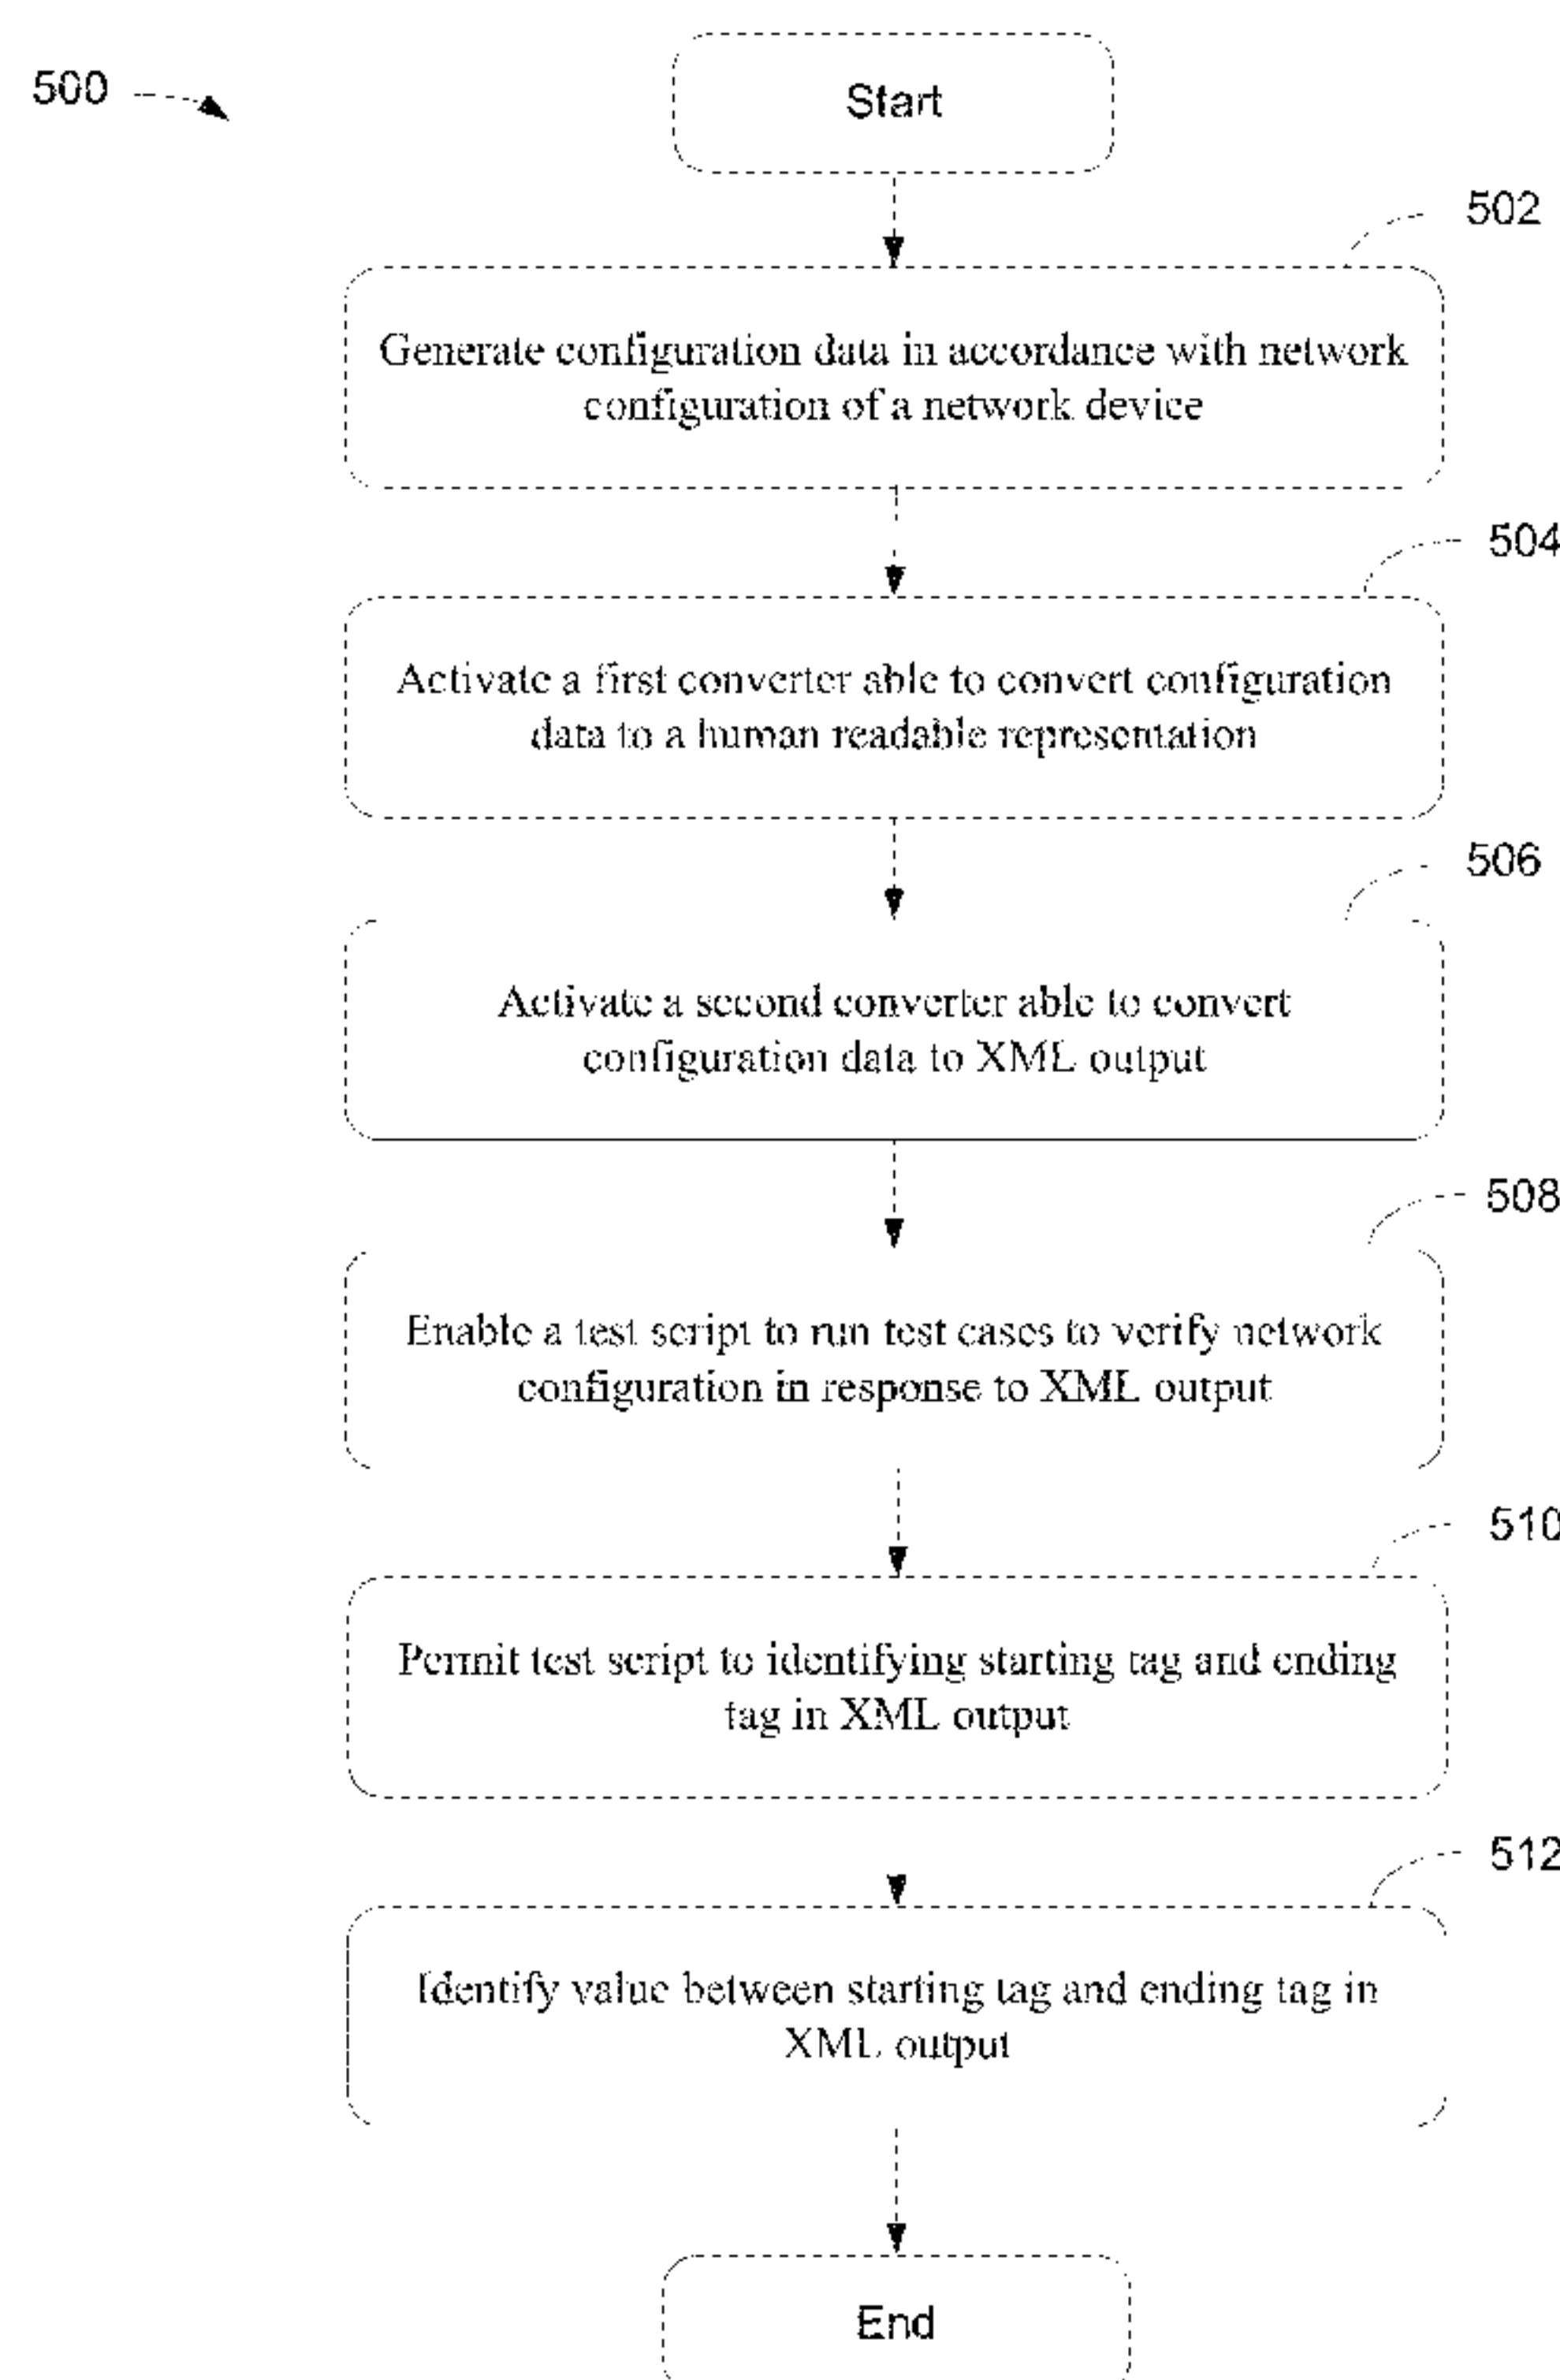 500
Start
502
Generate configuration data in accordance with network
configuration of a network device
504
Activate a first converter able to convert configuration
data to a human readable representation
506
Activate a second converter able to convert
configuration data to XML output
508
Enable a test script to run test cases to verify network
configuration in response to XML output
510
Permit test script to identifying starting tag and ending
tag in XML output
512
Identify value between starting tag and ending tag in
XML output
End